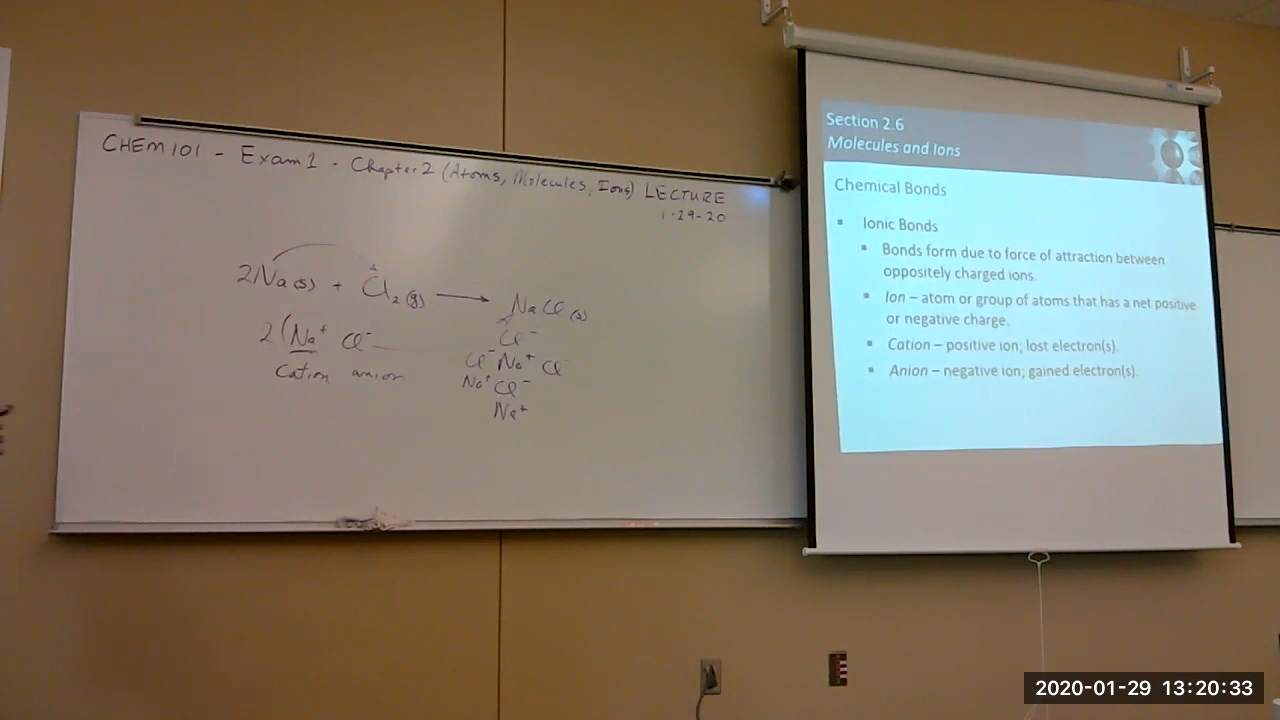 CHEM 101 - Exam 1 - Chapter 2 (Atoms, Molecules, Ions) LECTURE
1-29-20
2Na(s) + Cl₂(g) → NaCl(s)
2(Na⁺ Cl⁻
Cation anion
Cl⁻
Cl⁻ Na⁺ Cl
Na⁺ Cl⁻
Na⁺
Section 2.6
Molecules and Ions
Chemical Bonds
▪ Ionic Bonds
▪ Bonds form due to force of attraction between
oppositely charged ions.
▪ Ion – atom or group of atoms that has a net positive
or negative charge.
▪ Cation – positive ion; lost electron(s).
▪ Anion – negative ion; gained electron(s).
2020-01-29 13:20:33